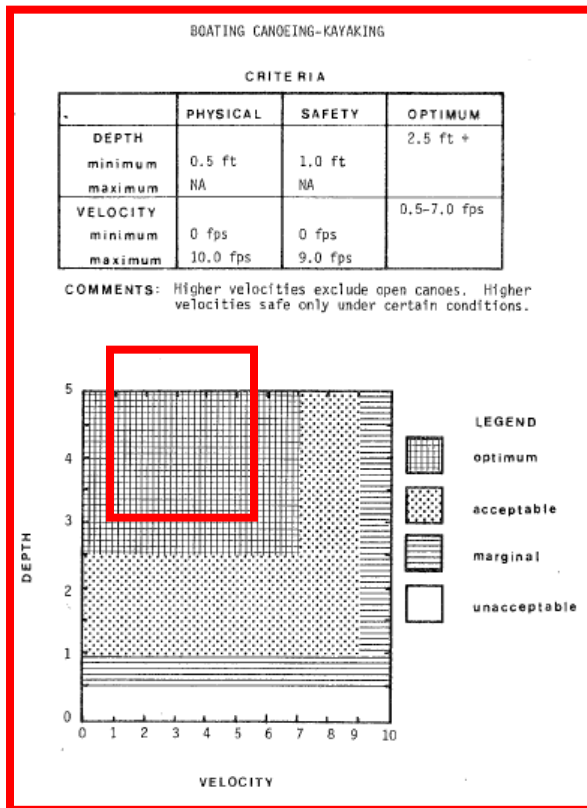 BOATING CANOEING-KAYAKING
CRITERIA
. PHYSICAL SAFETY OPTIMUM
DEPTH 2.5 ft +
minimum 0.5 ft 1.0 ft
maximum NA NA
VELOCITY 0.5-7.0 fps
minimum 0 fps 0 fps
maximum 10.0 fps 9.0 fps
COMMENTS: Higher velocities exclude open canoes. Higher
velocities safe only under certain conditions.
5
4
3
2
1
0
DEPTH
0 1 2 3 4 5 6 7 8 9 10
VELOCITY
LEGEND
optimum
acceptable
marginal
unacceptable